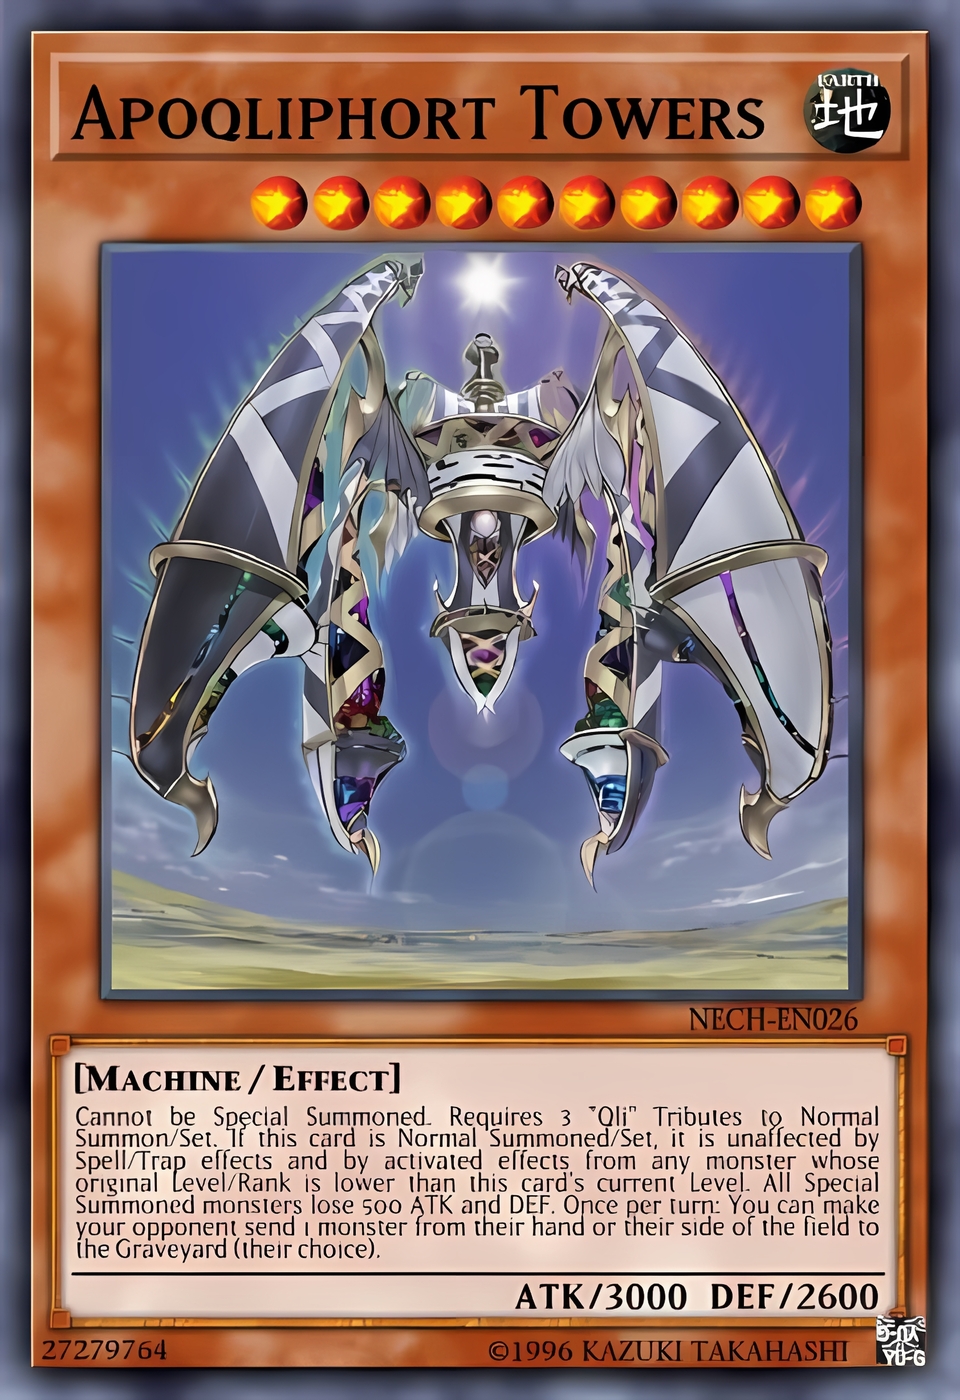 Apoqliphort Towers
EARTH
地
NECH-EN026
[Machine / Effect]
Cannot be Special Summoned. Requires 3 "Qli" Tributes to Normal
Summon/Set. If this card is Normal Summoned/Set, it is unaffected by
Spell/Trap effects and by activated effects from any monster whose
original Level/Rank is lower than this card's current Level. All Special
Summoned monsters lose 500 ATK and DEF. Once per turn: You can make
your opponent send 1 monster from their hand or their side of the field to
the Graveyard (their choice).
ATK/3000 DEF/2600
27279764
©1996 KAZUKI TAKAHASHI